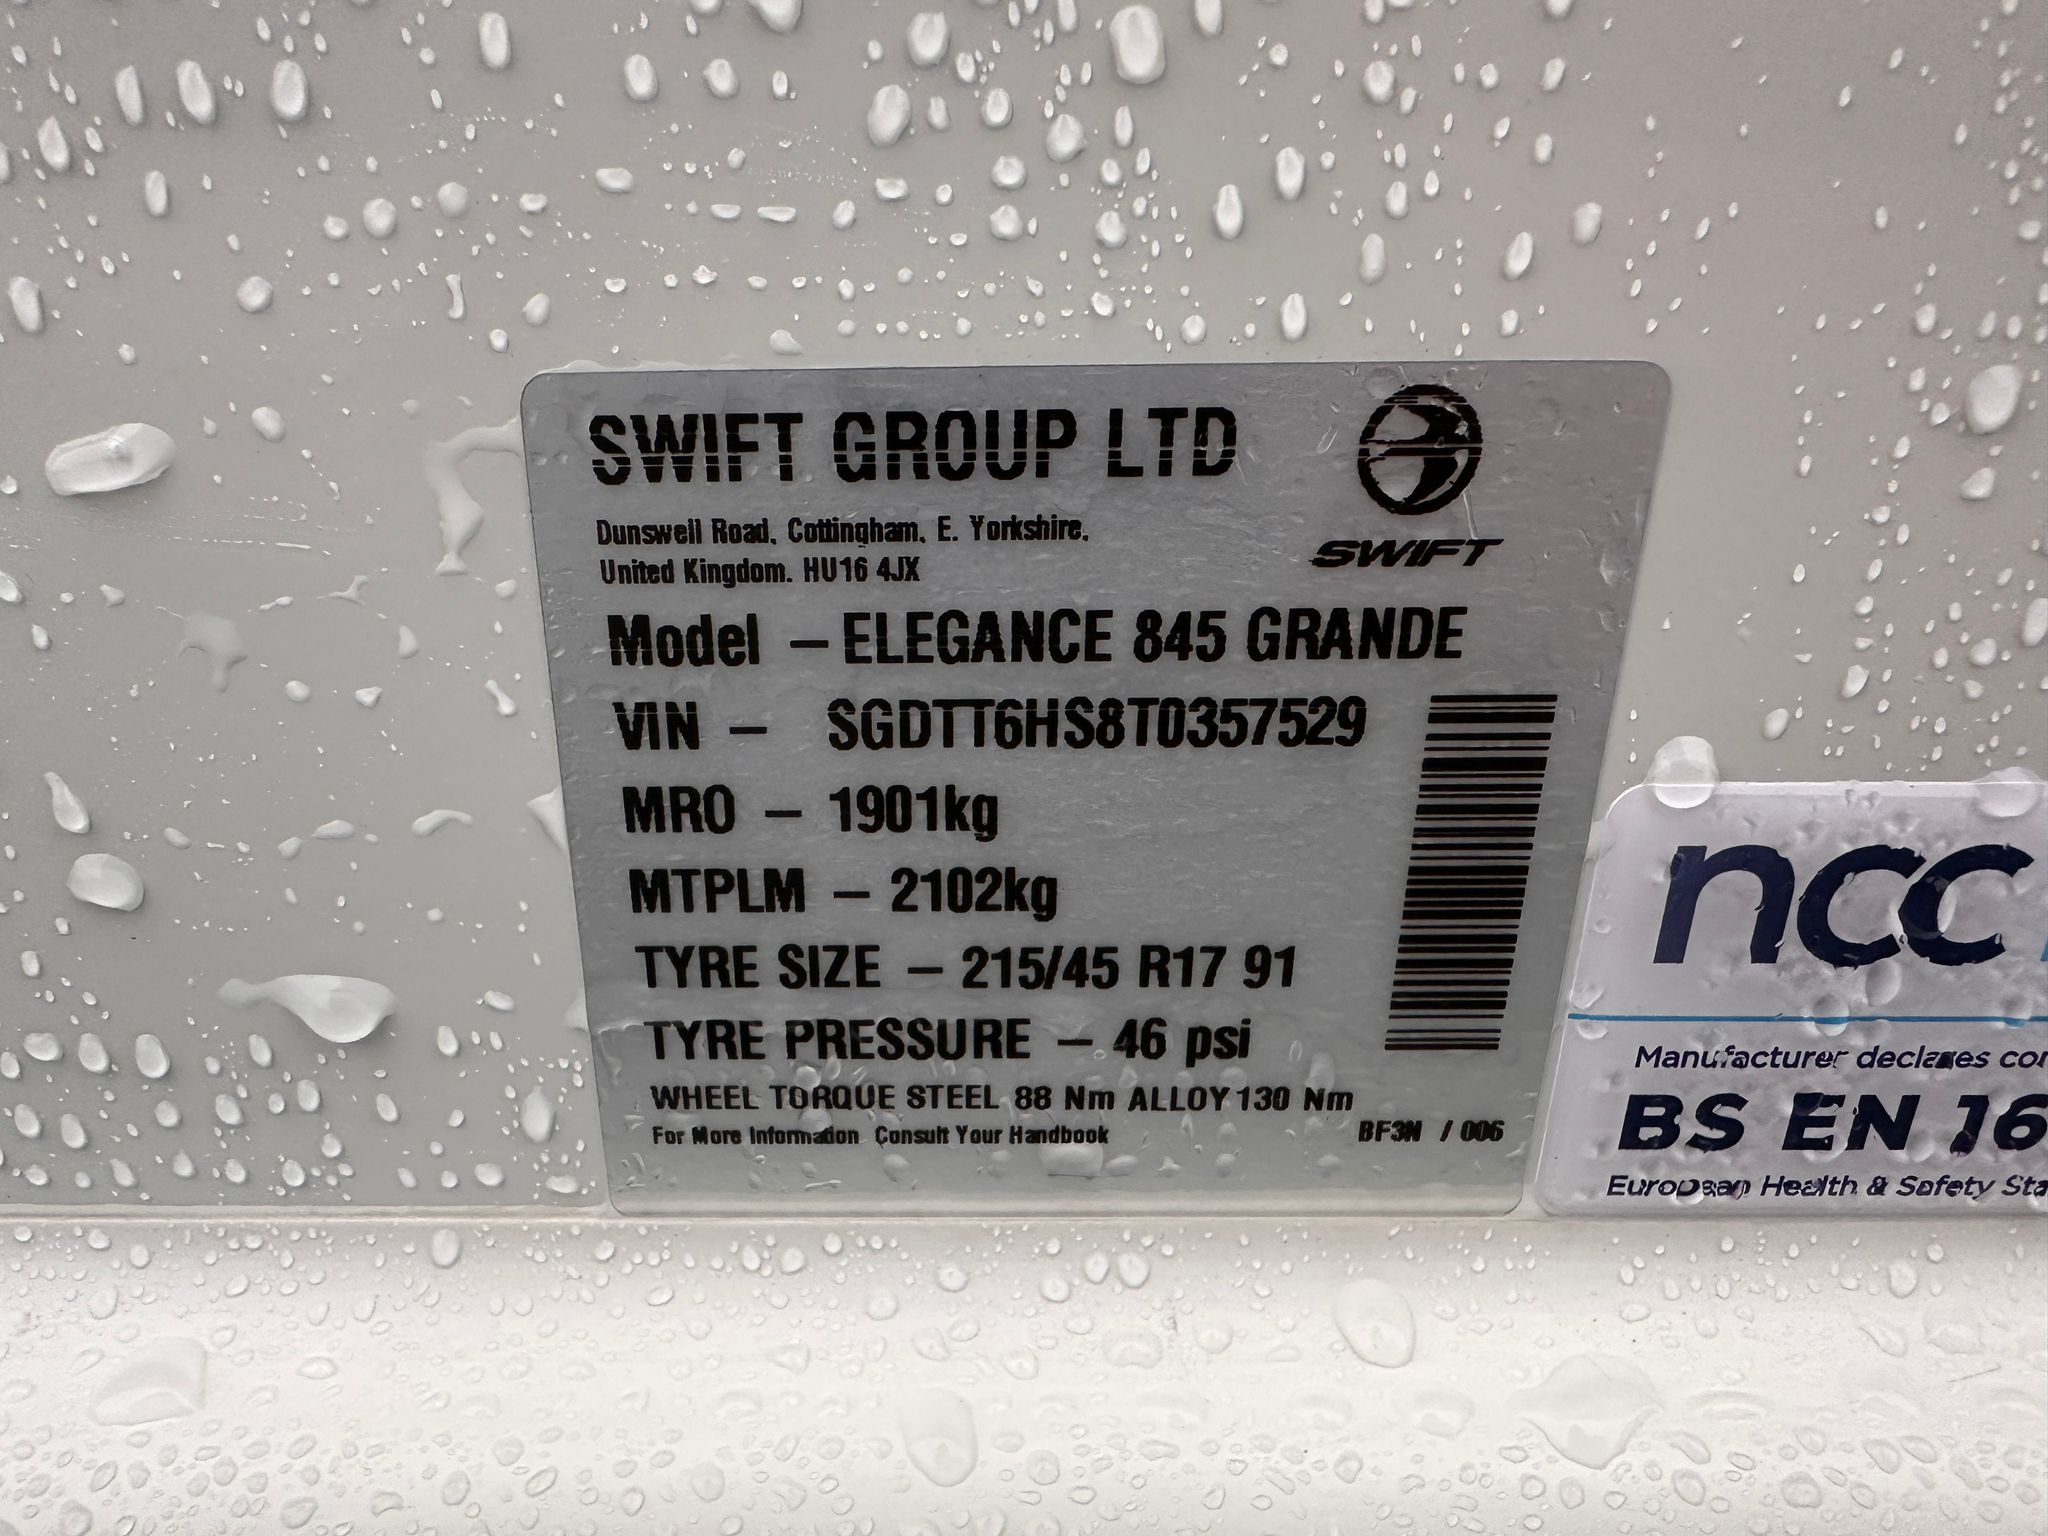 SWIFT GROUP LTD
Dunswell Road, Cottingham, E. Yorkshire,
United Kingdom. HU16 4JX
SWIFT
Model – ELEGANCE 845 GRANDE
VIN – SGDTT6HS8T0357529
MRO – 1901kg
MTPLM – 2102kg
TYRE SIZE – 215/45 R17 91
TYRE PRESSURE – 46 psi
WHEEL TORQUE STEEL 88 Nm ALLOY 130 Nm
For More Information Consult Your Handbook
BF3N / 006
ncc
Manufacturer declares
BS EN 16
European Health & Safety